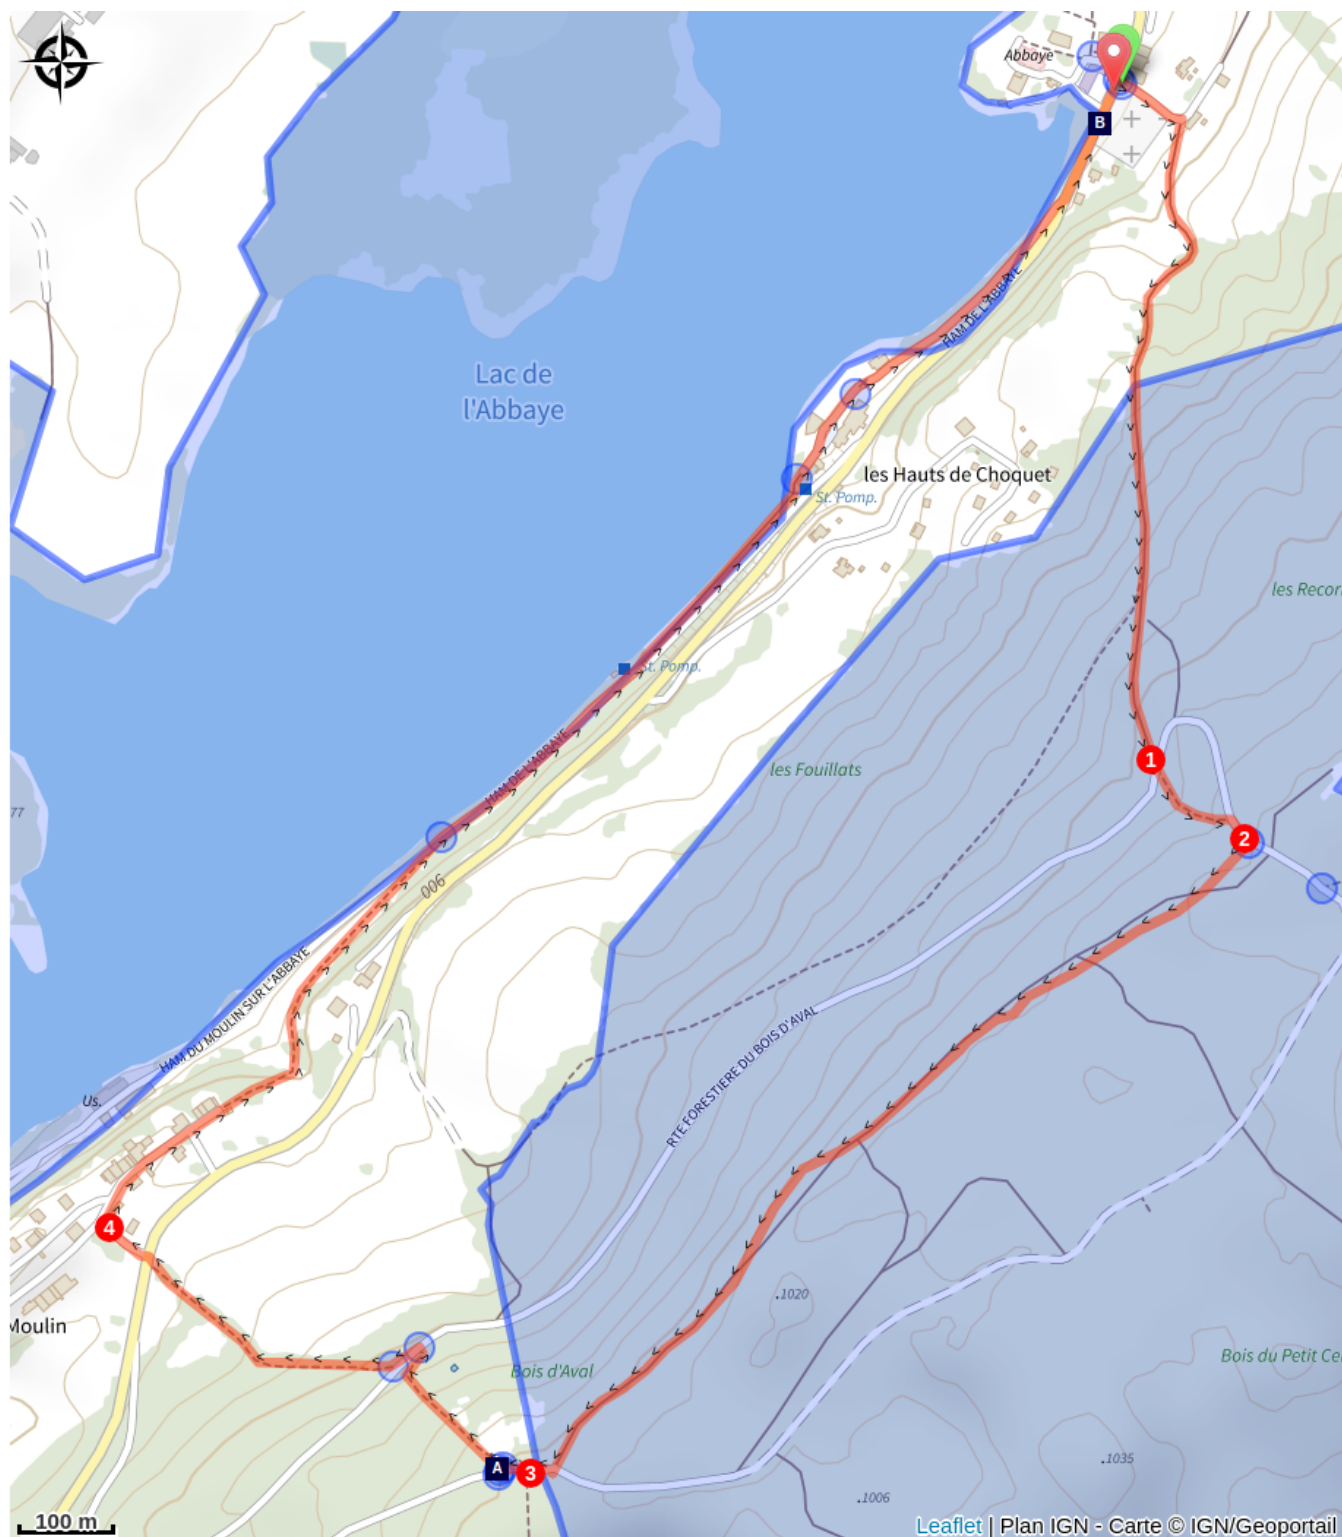 Abbaye
B
Lac de
l'Abbaye
HAM DE L'ABBAYE
les Hauts de Choquet
St. Pomp.
les Recor
St. Pomp.
HAM DE L'ABBAYE
les Fouillats
1
77
2
006
HAM DU MOULIN SUR L'ABBAYE
RTE FORESTIERE DU BOIS D'AVAL
Us.
4
.1020
Moulin
Bois d'Aval
Bois du Petit Ce
A
3
.1035
.1006
100 m
Leaflet | Plan IGN - Carte © IGN/Geoportail